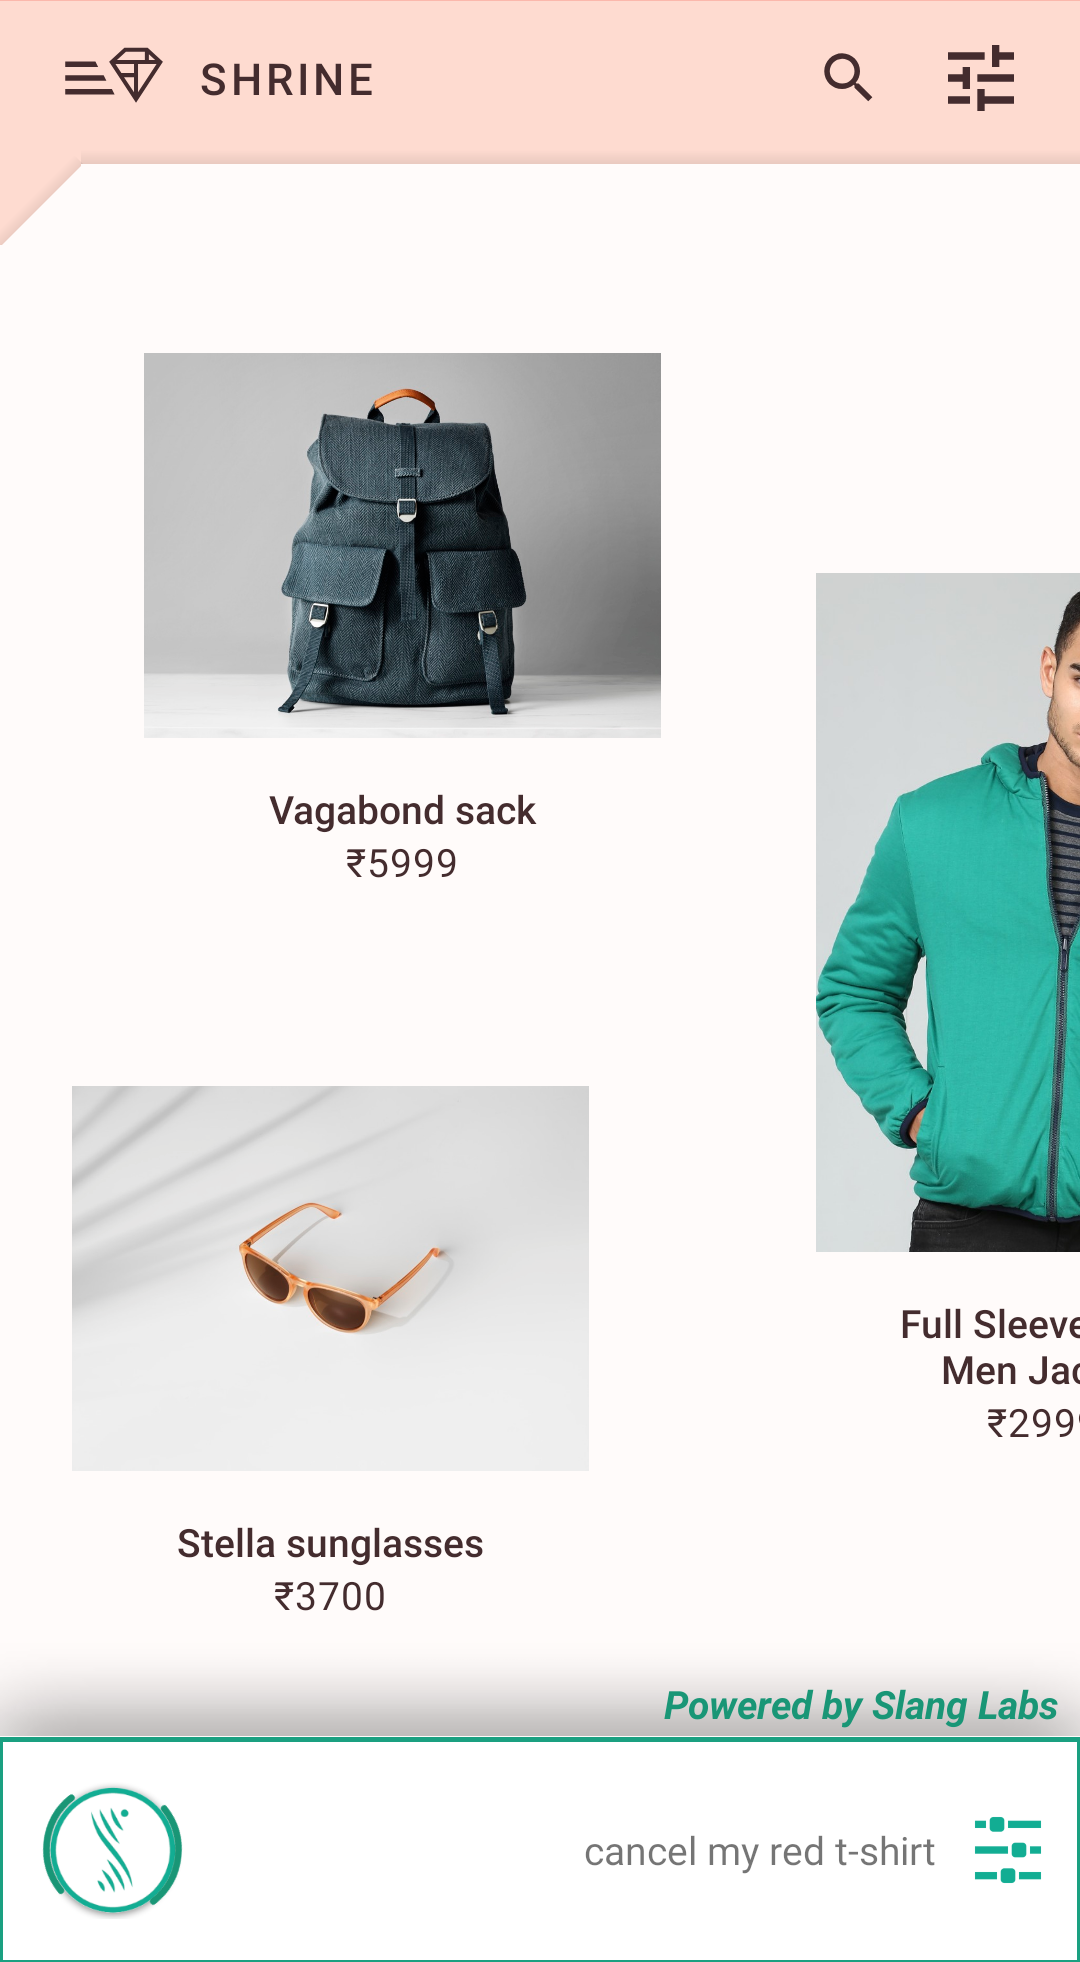 SHRINE
Vagabond sack
₹5999
Full Sleeve
Men Jac
₹299
Stella sunglasses
₹3700
Powered by Slang Labs
cancel my red t-shirt